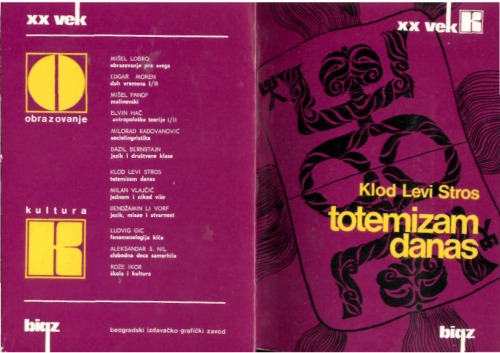 xx vek
obrazovanje
kultura
bigz
MIŠEL LOBRO
obrazovanje pre svega
EDGAR MOREN
duh vremena I/II
MIŠEL PANOF
malinovski
ELVIN HAČ
antropološke teorije I/II
MILORAD RADOVANOVIĆ
sociolingvistika
BAZIL BERNSTAJN
jezik i društvene klase
KLOD LEVI STROS
totemizam danas
MILAN VLAJČIĆ
jednom i nikad više
BENDŽAMIN LI VORF
jezik, misao i stvarnost
LUDVIG GIC
fenomenologija kiča
ALEKSANDAR S. NIL
slobodna deca samerhila
ROŽE IKOR
škola i kultura
beogradski izdavačko-grafički zavod
xx vek K
Klod Levi Stros
totemizam
danas
bigz